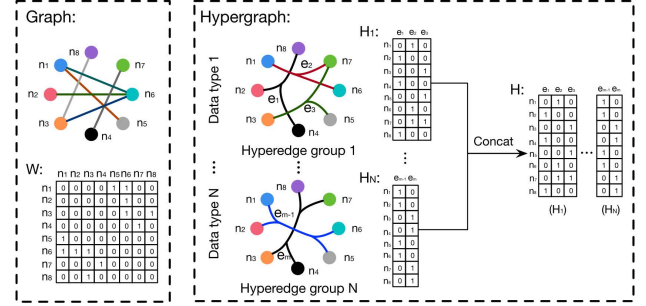 Graph:
n8
n1
n7
n2
n6
n3
n5
n4
W:
n1 n2 n3 n4 n5 n6 n7 n8
n1 0 0 0 0 1 1 0 0
n2 0 0 0 0 0 1 0 0
n3 0 0 0 0 0 1 0 1
n4 0 0 0 0 0 0 1 0
n5 1 0 0 0 0 0 0 0
n6 1 1 1 0 0 0 0 0
n7 0 0 0 1 0 0 0 0
n8 0 0 1 0 0 0 0 0
Hypergraph:
Data type 1
n8
n1
n7
e2
n2
e1
n6
e3
n3
n5
n4
Hyperedge group 1
...
Data type N
n8
n1
n7
em-1
n2
n6
em
n3
n5
n4
Hyperedge group N
H1:
e1 e2 e3
n1 0 1 0
n2 1 0 0
n3 0 0 1
n4 1 0 0
n5 0 0 1
n6 0 1 0
n7 0 1 1
n8 1 0 0
...
HN:
em-1 em
n1 1 0
n2
n3 0 1
n4 0 1
n5 1 0
n6 1 0
n7 0 1
n8 0 1
Concat
H:
e1 e2 e3 em-1 em
n1 0 1 0 ... 1 0
n2 1 0 0
n3 0 0 1 0 1
n4 1 0 0 0 1
n5 0 0 1 1 0
n6 0 1 0 1 0
n7 0 1 1 0 1
n8 1 0 0 0 1
(H1) (HN)